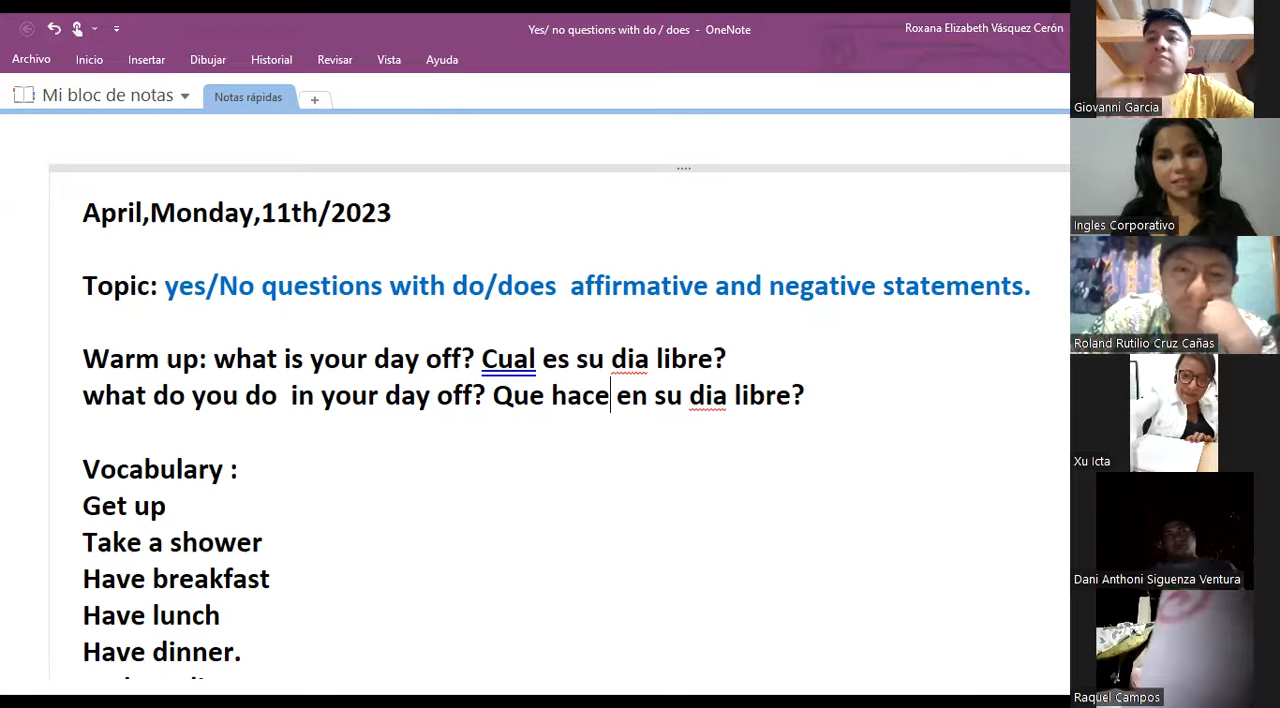 Yes/ no questions with do / does - OneNote
Roxana Elizabeth Vásquez Cerón
Archivo Inicio Insertar Dibujar Historial Revisar Vista Ayuda
Mi bloc de notas Notas rápidas +
April,Monday,11th/2023
Topic: yes/No questions with do/does affirmative and negative statements.
Warm up: what is your day off? Cual es su dia libre?
what do you do in your day off? Que hace en su dia libre?
Vocabulary :
Get up
Take a shower
Have breakfast
Have lunch
Have dinner.
Giovanni Garcia
Ingles Corporativo
Roland Rutilio Cruz Cañas
Xu Icta
Dani Anthoni Siguenza Ventura
Raquel Campos